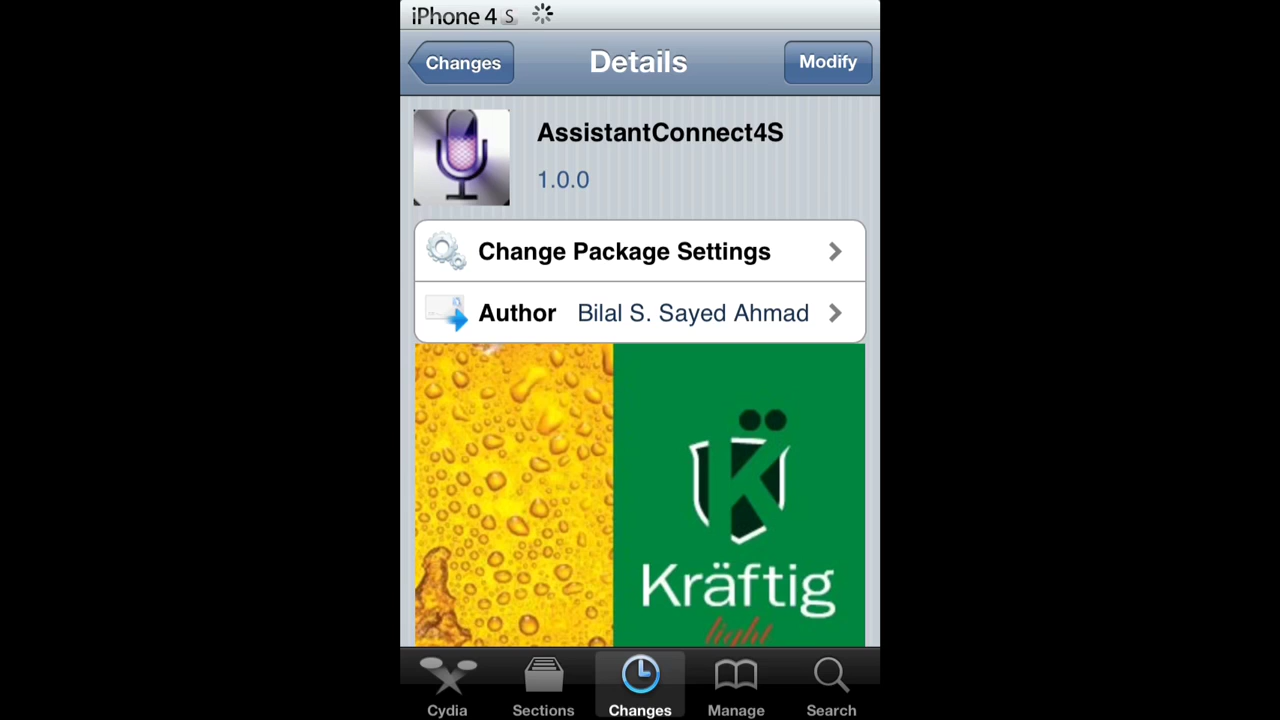 iPhone 4 S
Changes
Details
Modify
AssistantConnect4S
1.0.0
Change Package Settings
Author Bilal S. Sayed Ahmad
K
Kräftig
light
Cydia
Sections
Changes
Manage
Search